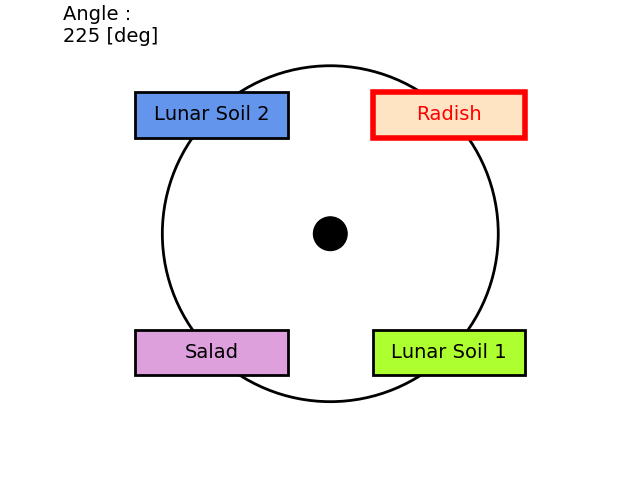 Angle :
225 [deg]
Lunar Soil 2
Radish
Salad
Lunar Soil 1